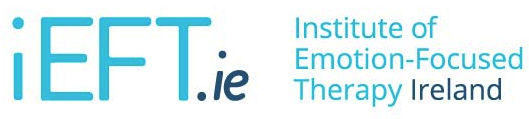 iEFT.ie
Institute of
Emotion-Focused
Therapy Ireland